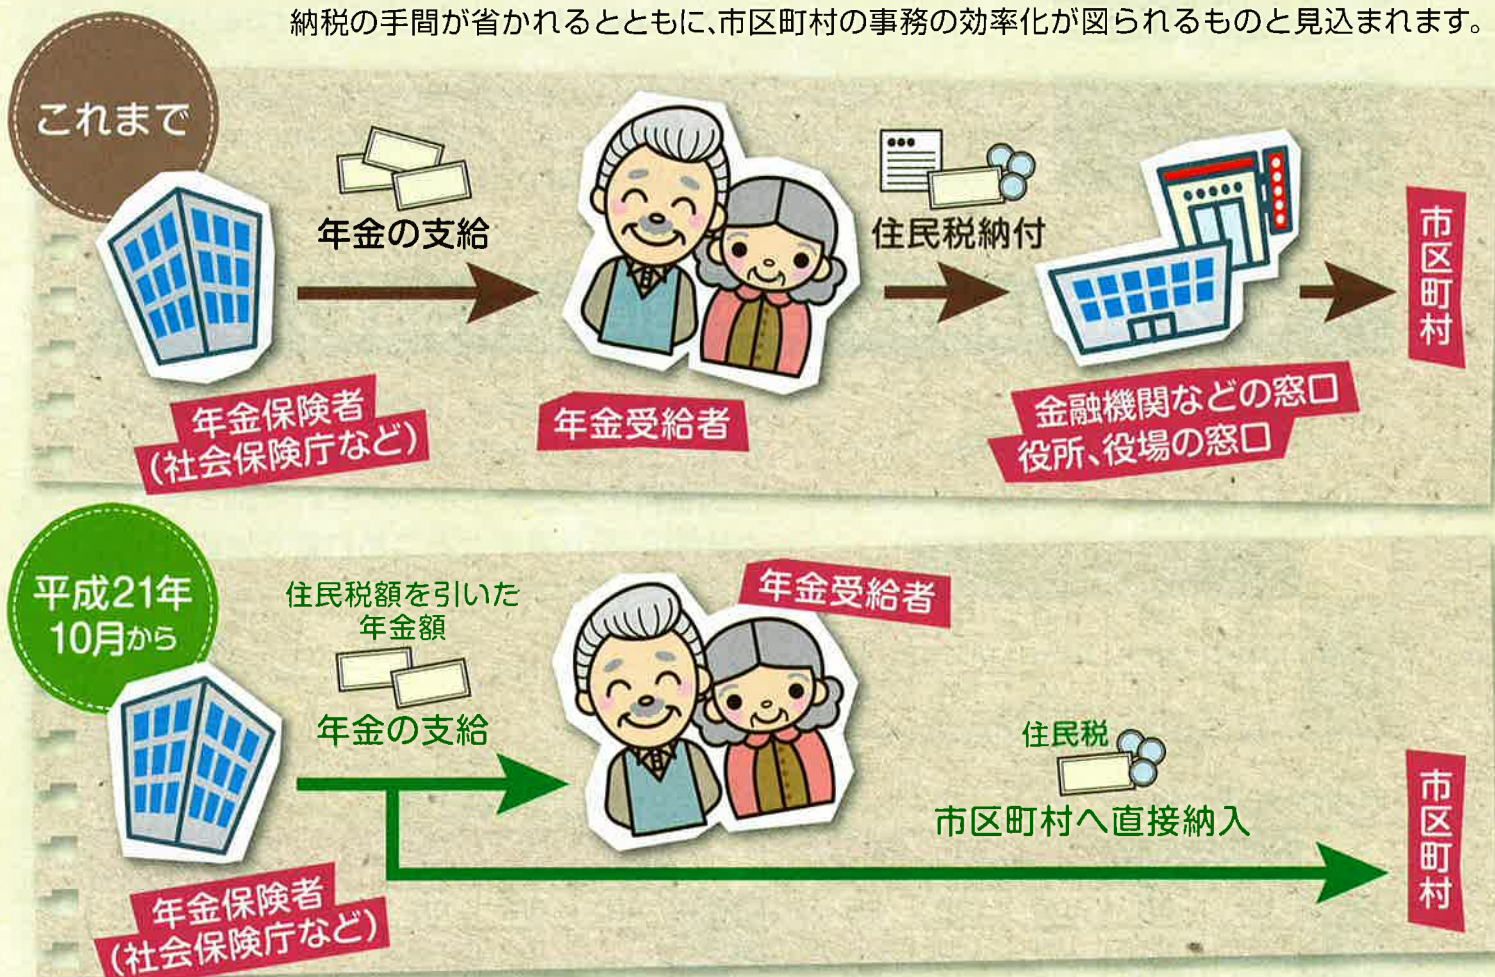 納税の手間が省かれるとともに、市区町村の事務の効率化が図られるものと見込まれます。
これまで
年金の支給
住民税納付
市区町村
年金保険者
(社会保険庁など)
年金受給者
金融機関などの窓口
役所、役場の窓口
平成21年
10月から
住民税額を引いた
年金額
年金の支給
年金受給者
住民税
市区町村へ直接納入
市区町村
年金保険者
(社会保険庁など)